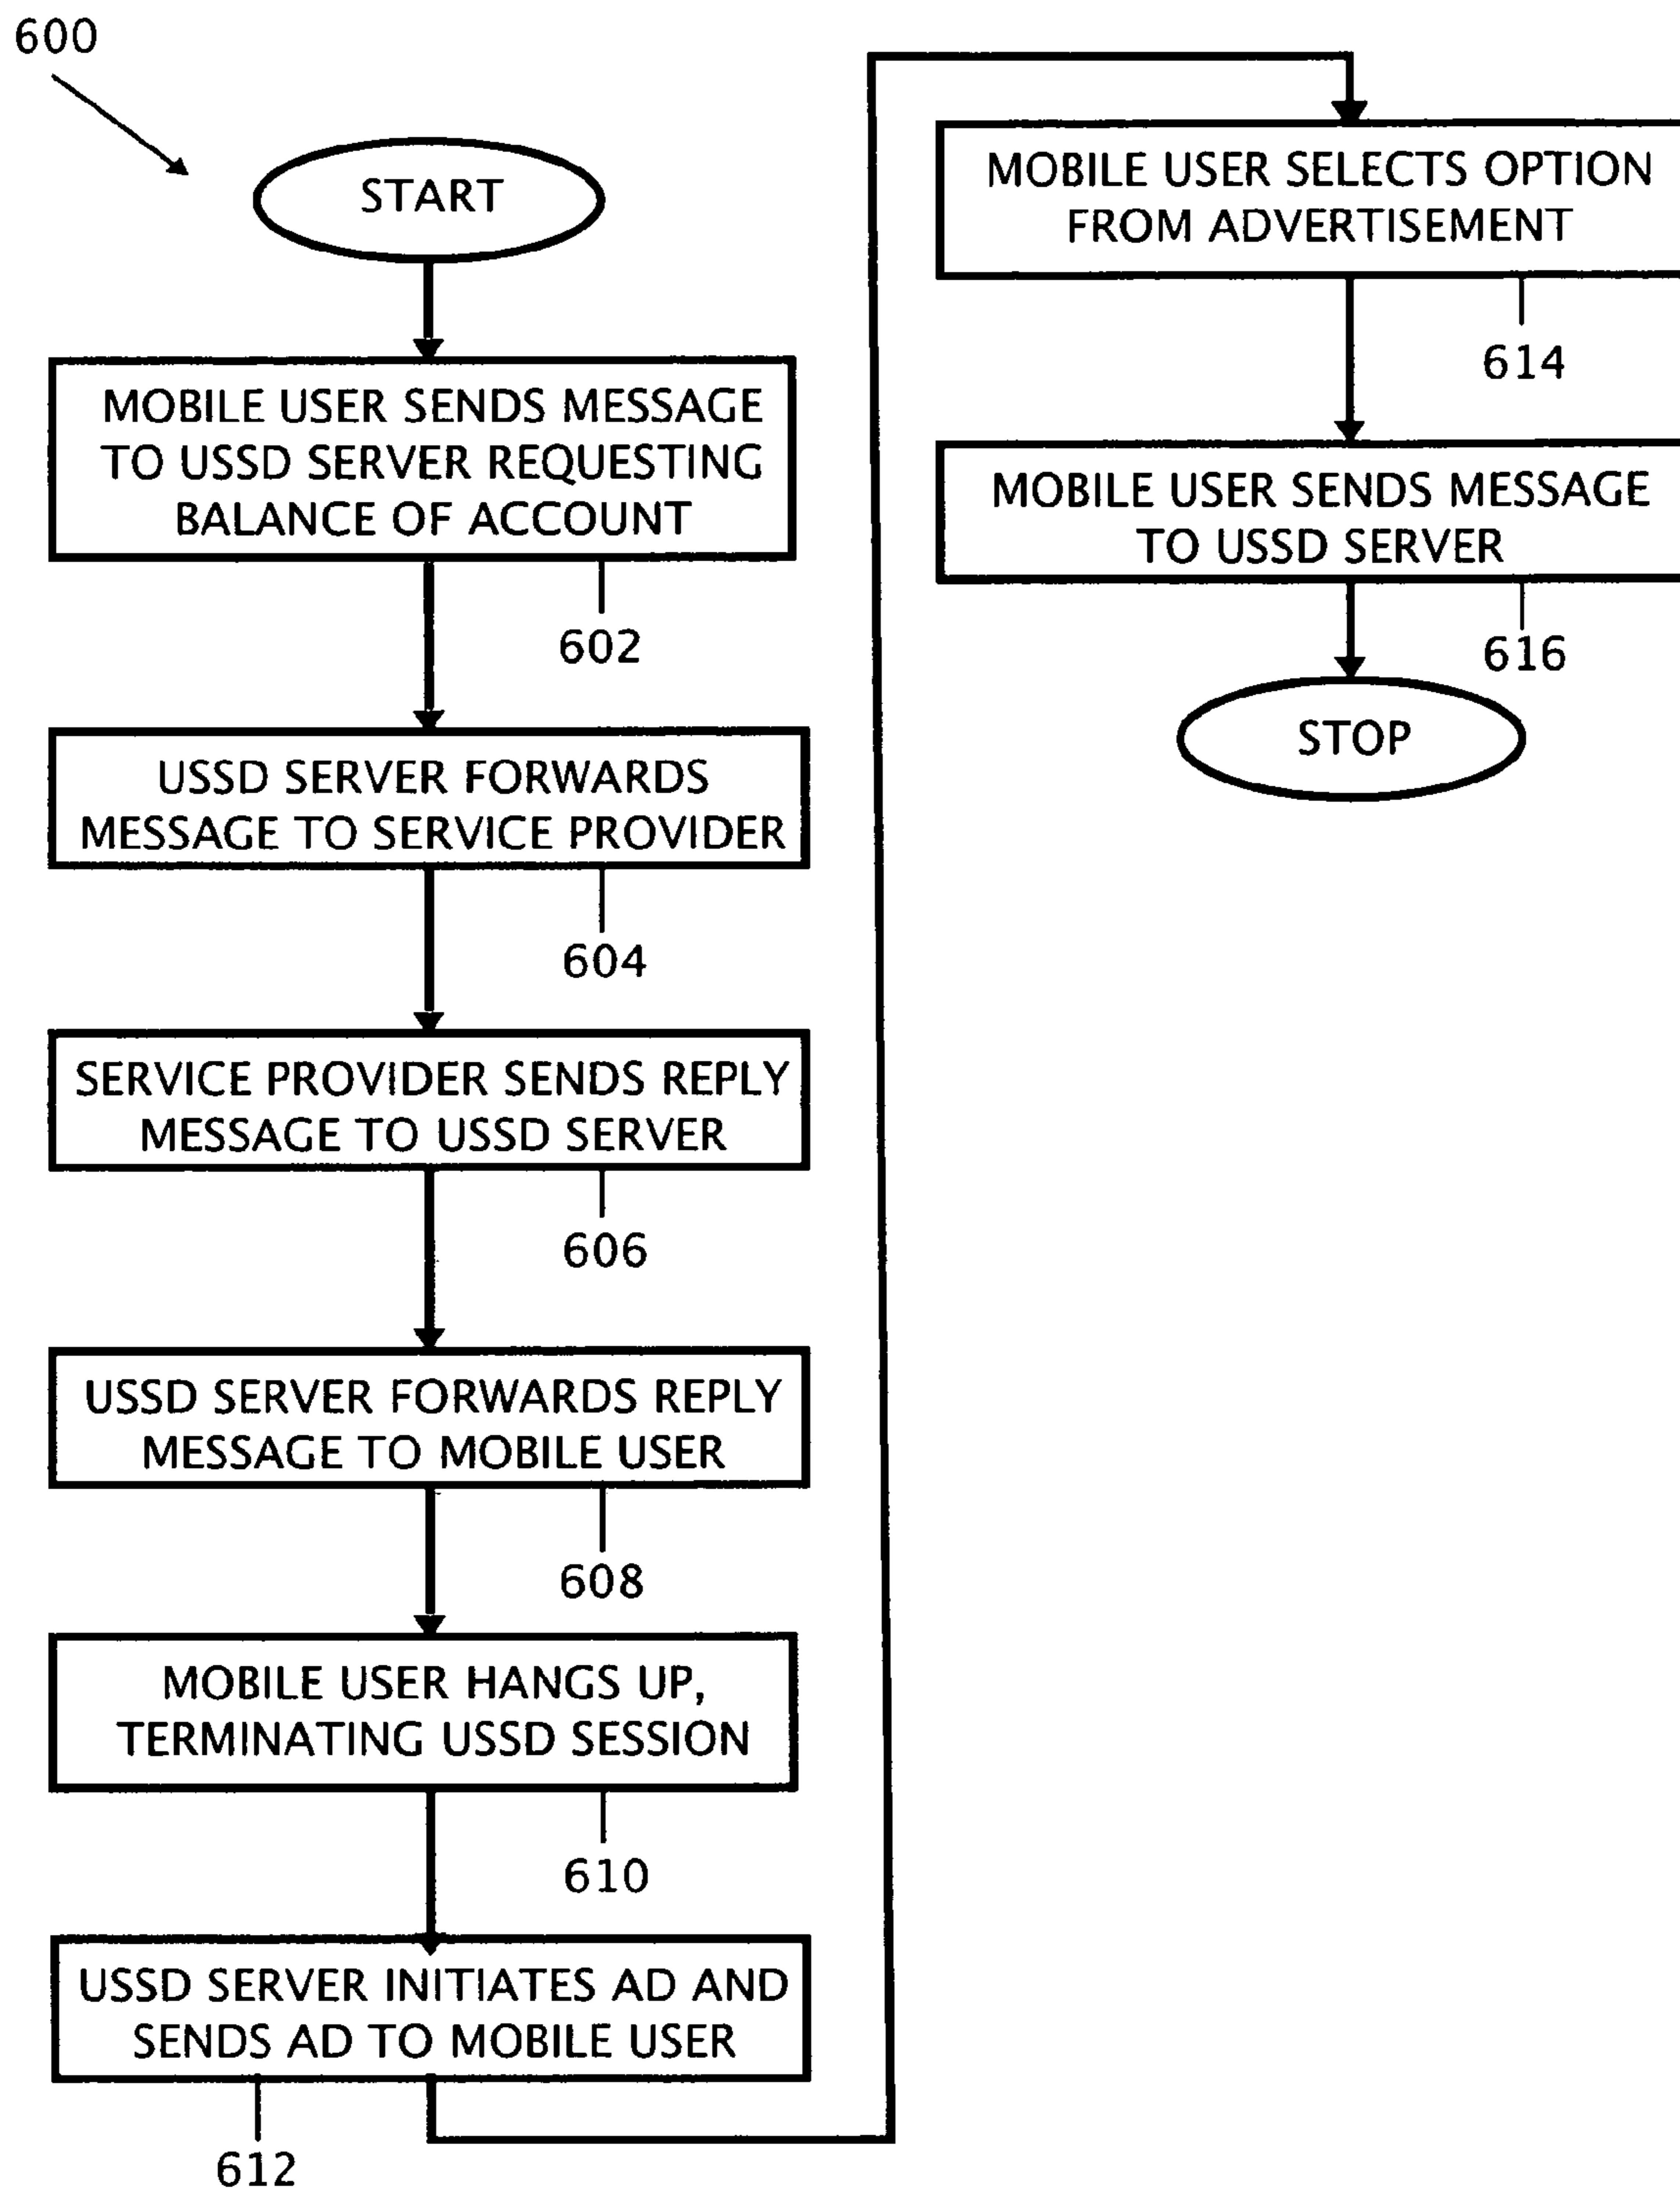 600
START
MOBILE USER SENDS MESSAGE
TO USSD SERVER REQUESTING
BALANCE OF ACCOUNT
602
USSD SERVER FORWARDS
MESSAGE TO SERVICE PROVIDER
604
SERVICE PROVIDER SENDS REPLY
MESSAGE TO USSD SERVER
606
USSD SERVER FORWARDS REPLY
MESSAGE TO MOBILE USER
608
MOBILE USER HANGS UP,
TERMINATING USSD SESSION
610
USSD SERVER INITIATES AD AND
SENDS AD TO MOBILE USER
612
MOBILE USER SELECTS OPTION
FROM ADVERTISEMENT
614
MOBILE USER SENDS MESSAGE
TO USSD SERVER
616
STOP